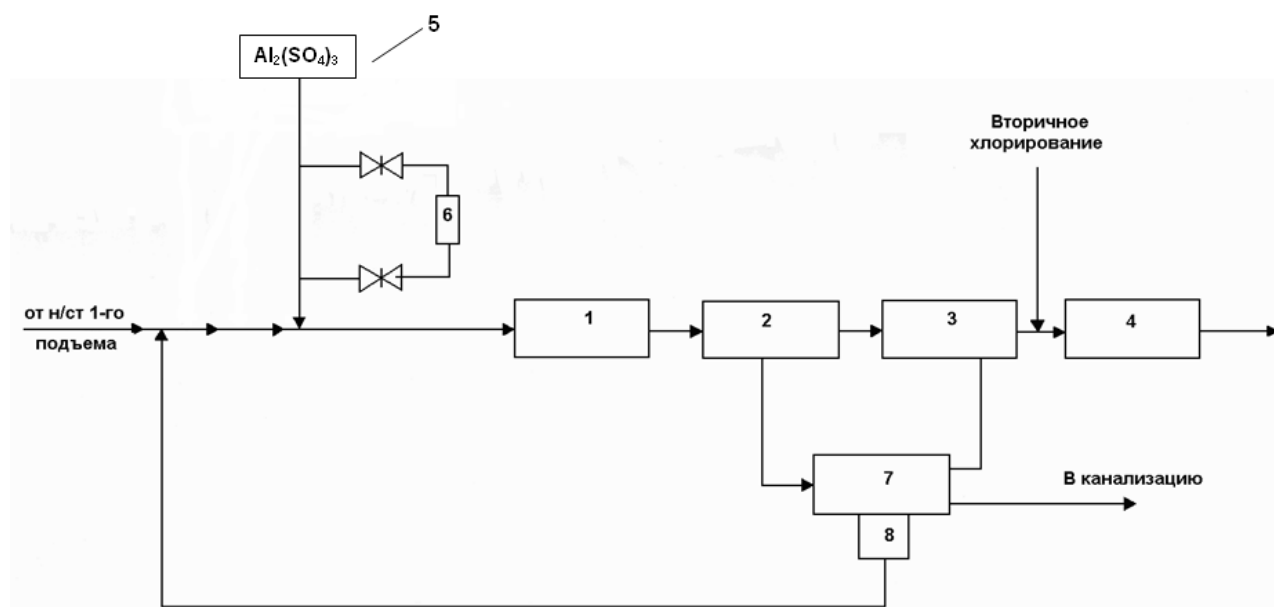 5
Al₂(SO₄)₃
Вторичное
хлорирование
6
от н/ст 1-го
подъема
1
2
3
4
7
В канализацию
8